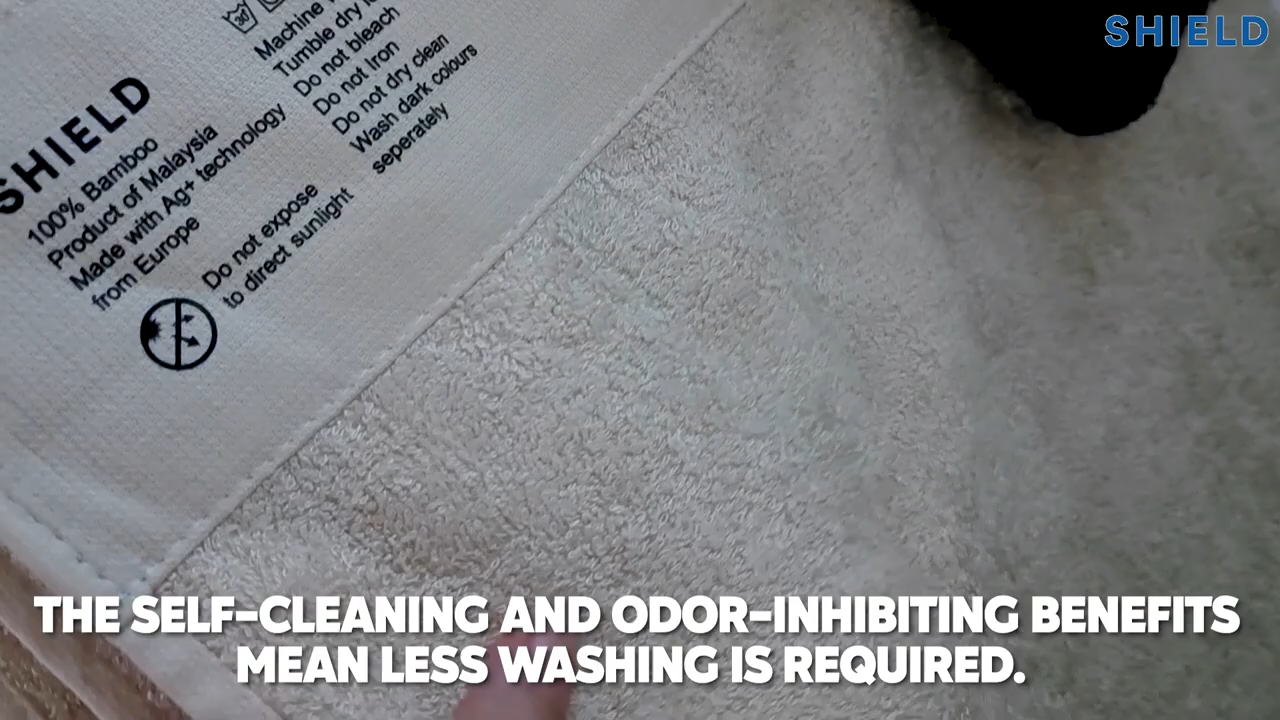 SHIELD
SHIELD
100% Bamboo
Product of Malaysia
Made with Ag+ technology
from Europe
Do not expose
to direct sunlight
30°
Machine
Tumble dry
Do not bleach
Do not Iron
Do not dry clean
Wash dark colours
seperately
THE SELF-CLEANING AND ODOR-INHIBITING BENEFITS
MEAN LESS WASHING IS REQUIRED.